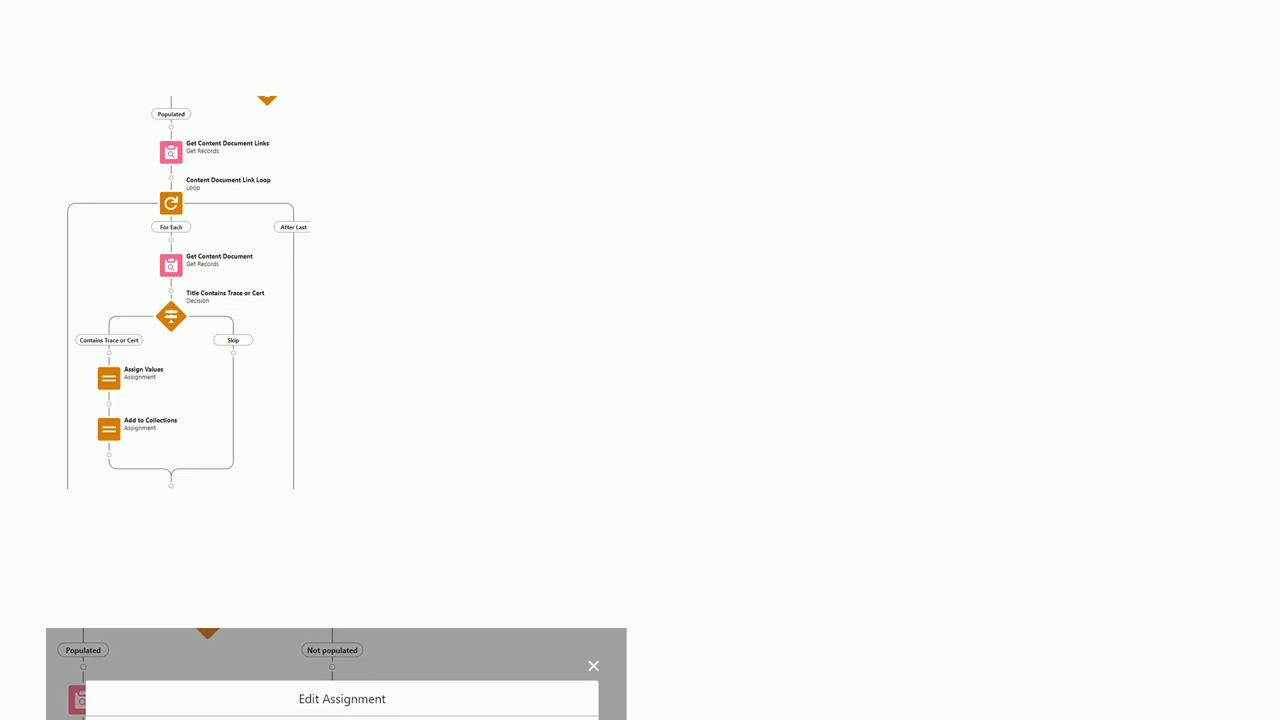 Populated
Get Content Document Links
Get Records
Content Document Link Loop
Loop
For Each
After Last
Get Content Document
Get Records
Title Contains Trace or Cert
Decision
Contains Trace or Cert
Skip
Assign Values
Assignment
Add to Collections
Assignment
Populated
Not populated
Edit Assignment